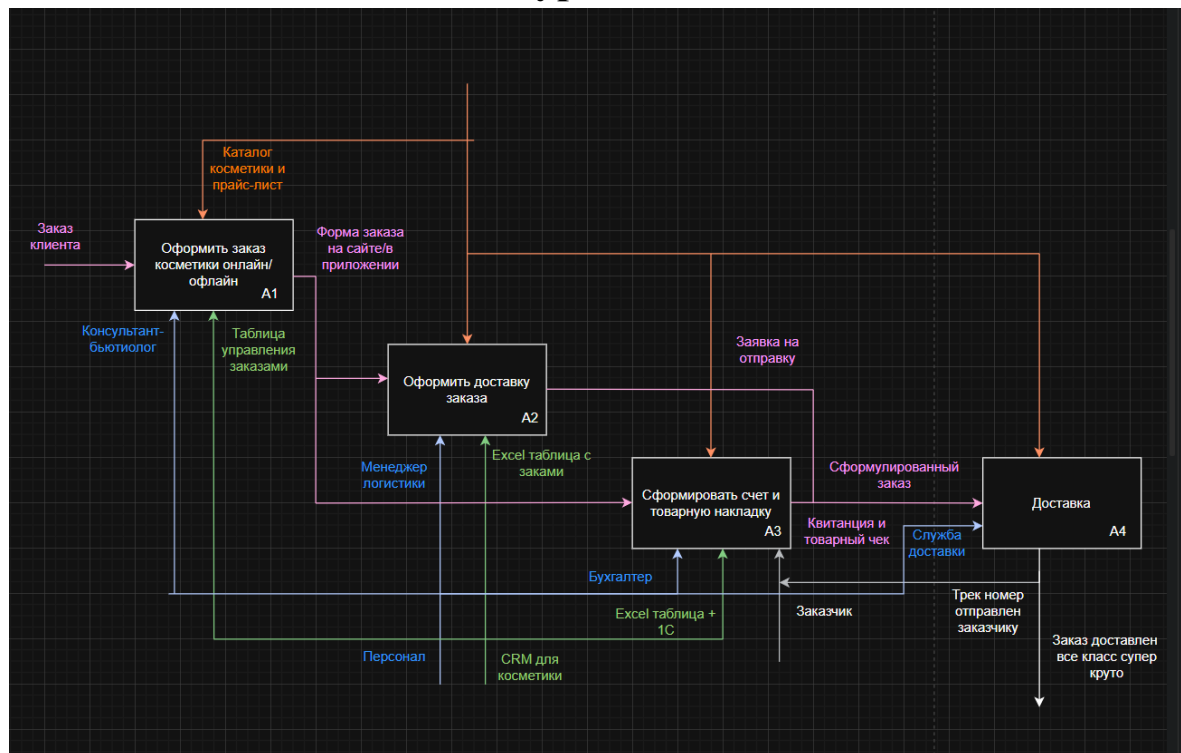 Каталог
косметики и
прайс-лист
Заказ
клиента
Оформить заказ
косметики онлайн/
офлайн
A1
Форма заказа
на сайте/в
приложении
Консультант-
бьютиолог
Таблица
управления
заказами
Оформить доставку
заказа
A2
Заявка на
отправку
Менеджер
логистики
Excel таблица с
заками
Сформировать счет и
товарную накладку
A3
Сформулированный
заказ
Квитанция и
товарный чек
Служба
доставки
Доставка
A4
Бухгалтер
Excel таблица +
1С
Заказчик
Трек номер
отправлен
заказчику
Персонал
CRM для
косметики
Заказ доставлен
все класс супер
круто